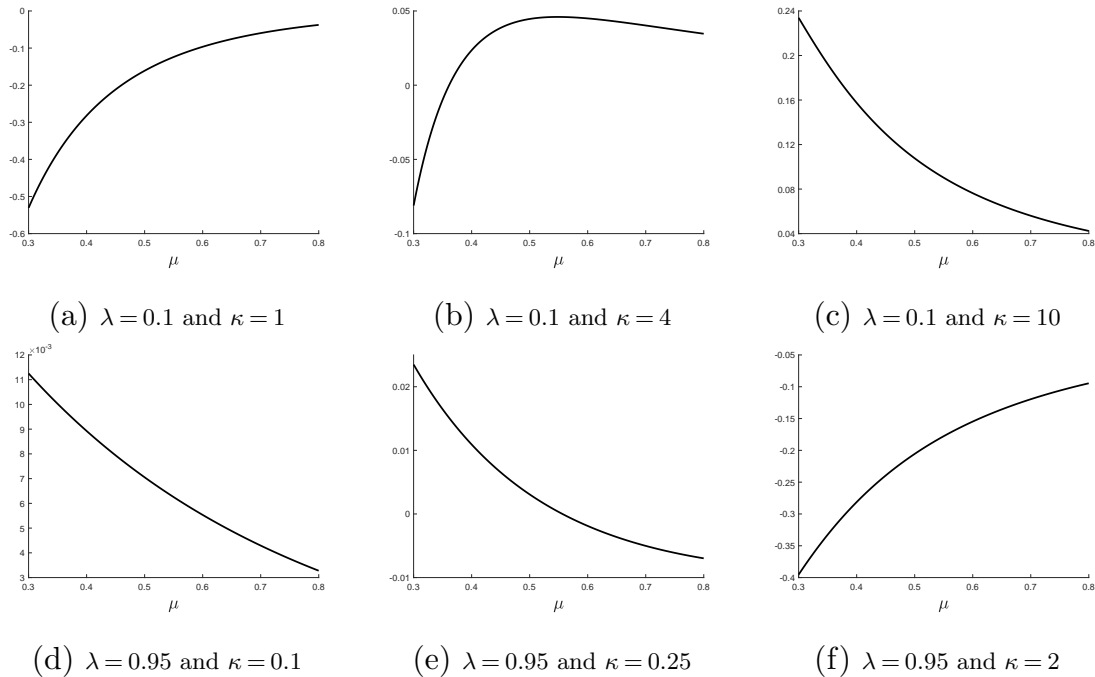 0
-0.1
-0.2
-0.3
-0.4
-0.5
-0.6
0.3 0.4 0.5 0.6 0.7 0.8
μ
(a) λ = 0.1 and κ = 1
0.05
0
-0.05
-0.1
0.3 0.4 0.5 0.6 0.7 0.8
μ
(b) λ = 0.1 and κ = 4
0.24
0.2
0.16
0.12
0.08
0.04
0.3 0.4 0.5 0.6 0.7 0.8
μ
(c) λ = 0.1 and κ = 10
×10⁻³
12
11
10
9
8
7
6
5
4
3
0.3 0.4 0.5 0.6 0.7 0.8
μ
(d) λ = 0.95 and κ = 0.1
0.02
0.01
0
-0.01
0.3 0.4 0.5 0.6 0.7 0.8
μ
(e) λ = 0.95 and κ = 0.25
-0.05
-0.1
-0.15
-0.2
-0.25
-0.3
-0.35
-0.4
0.3 0.4 0.5 0.6 0.7 0.8
μ
(f) λ = 0.95 and κ = 2